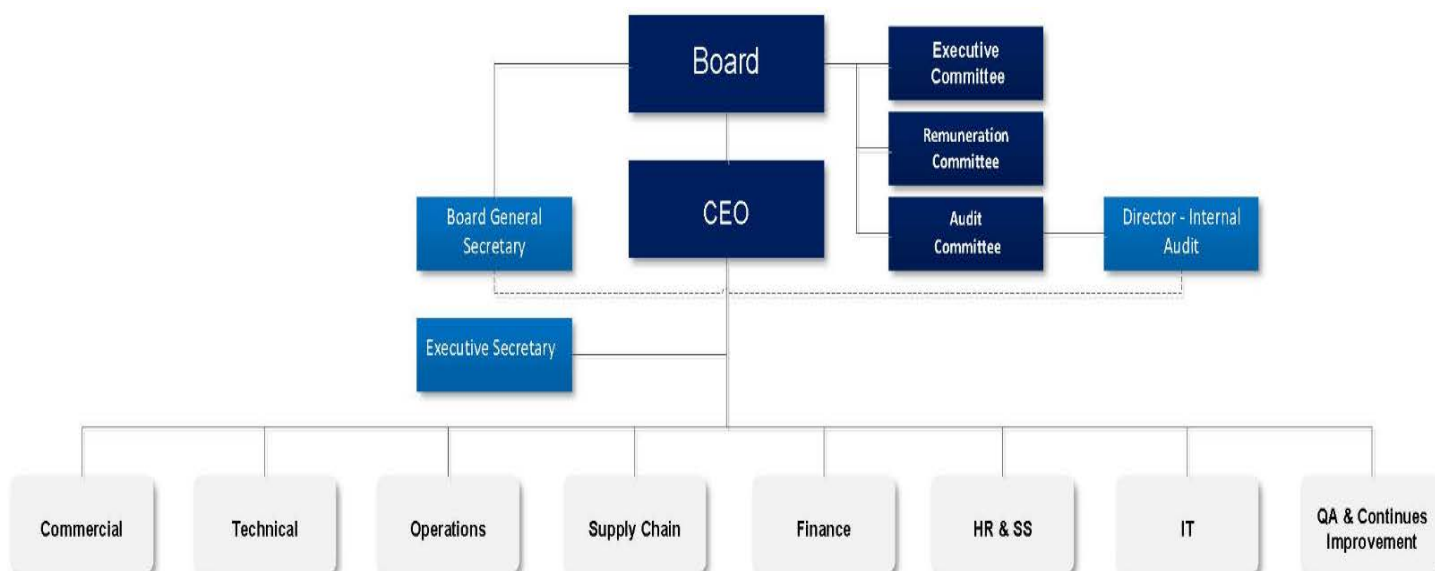 Board
Executive
Committee
Remuneration
Committee
CEO
Board General
Secretary
Audit
Committee
Director - Internal
Audit
Executive Secretary
Commercial
Technical
Operations
Supply Chain
Finance
HR & SS
IT
QA & Continues
Improvement